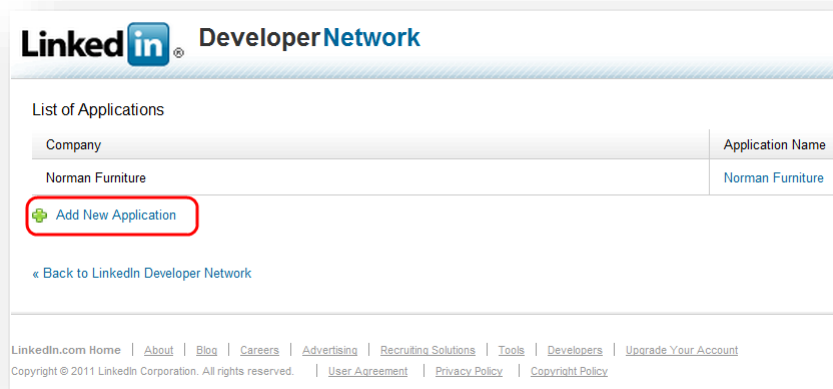 Linked in ® DeveloperNetwork
List of Applications
Company Application Name
Norman Furniture Norman Furniture
Add New Application
« Back to LinkedIn Developer Network
LinkedIn.com Home | About | Blog | Careers | Advertising | Recruiting Solutions | Tools | Developers | Upgrade Your Account
Copyright © 2011 LinkedIn Corporation. All rights reserved. | User Agreement | Privacy Policy | Copyright Policy